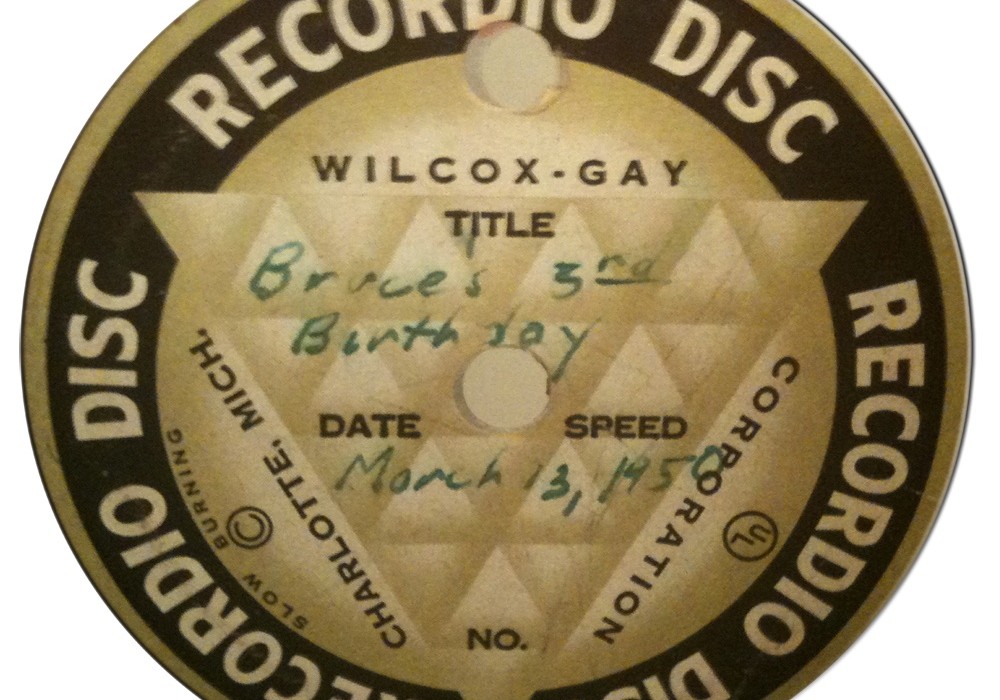 RECORDIO DISC
WILCOX-GAY
TITLE
Bruce's 3rd
Birthday
DATE SPEED
March 13, 1950
NO.
CORPORATION
CHARLOTTE, MICH.
SLOW BURNING
UL
RECORDIO DISC
RECORDIO DISC